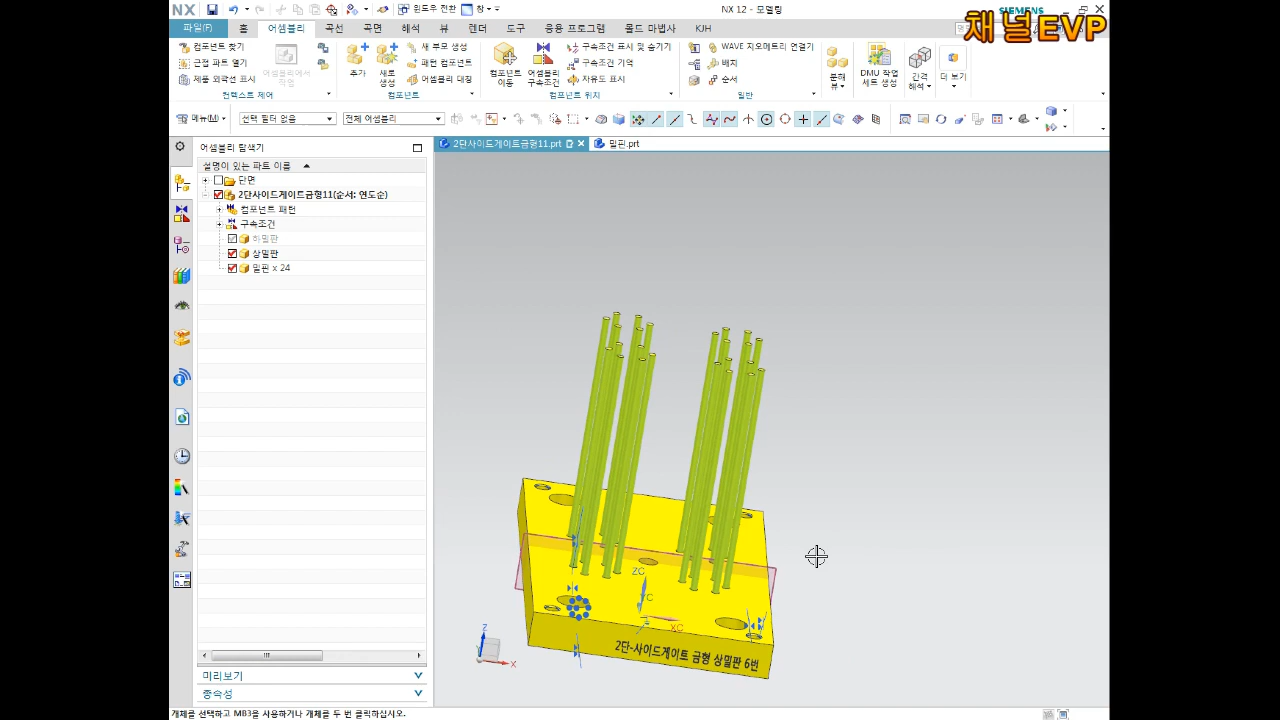 NX
윈도우 전환
창
NX 12 - 모델링
SIEMENS
채널EVP
파일(F)
홈
어셈블리
곡선
곡면
해석
뷰
렌더
도구
응용 프로그램
몰드 마법사
KJH
컴포넌트 찾기
근접 파트 열기
제품 외곽선 표시
어셈블리에서 작업
컨텍스트 제어
추가
새로 생성
새 부모 생성
패턴 컴포넌트
어셈블리 대칭
컴포넌트
컴포넌트 이동
어셈블리 구속조건
구속조건 표시 및 숨기기
구속조건 기억
자유도 표시
컴포넌트 위치
WAVE 지오메트리 연결기
배치
순서
일반
분해 뷰
DMU 작업 세트 생성
간격 해석
더 보기
메뉴(M)
선택 필터 없음
전체 어셈블리
어셈블리 탐색기
2단사이드게이트금형11.prt
밀핀.prt
설명이 있는 파트 이름
단면
2단사이드게이트금형11(순서: 연도순)
컴포넌트 패턴
구속조건
하밀판
상밀판
밀핀 x 24
ZC
YC
XC
2단-사이드게이트 금형 상밀판 6번
Z
X
미리보기
종속성
개체를 선택하고 MB3을 사용하거나 개체를 두 번 클릭하십시오.